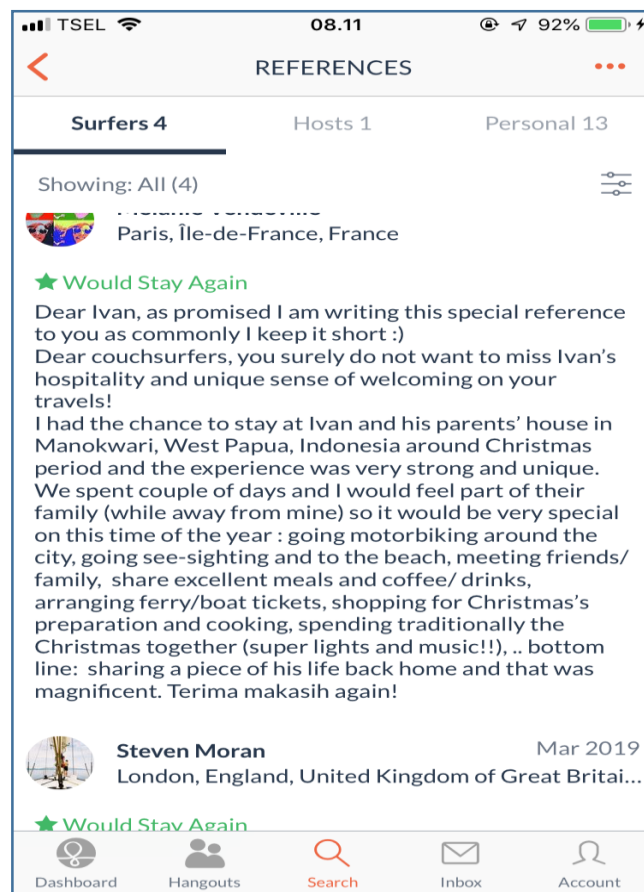 TSEL 08.11 92%
REFERENCES
Surfers 4 Hosts 1 Personal 13
Showing: All (4)
Paris, Île-de-France, France
Would Stay Again
Dear Ivan, as promised I am writing this special reference
to you as commonly I keep it short :)
Dear couchsurfers, you surely do not want to miss Ivan's
hospitality and unique sense of welcoming on your
travels!
I had the chance to stay at Ivan and his parents' house in
Manokwari, West Papua, Indonesia around Christmas
period and the experience was very strong and unique.
We spent couple of days and I would feel part of their
family (while away from mine) so it would be very special
on this time of the year : going motorbiking around the
city, going see-sighting and to the beach, meeting friends/
family, share excellent meals and coffee/ drinks,
arranging ferry/boat tickets, shopping for Christmas's
preparation and cooking, spending traditionally the
Christmas together (super lights and music!!), .. bottom
line: sharing a piece of his life back home and that was
magnificent. Terima makasih again!
Steven Moran Mar 2019
London, England, United Kingdom of Great Britai...
Would Stay Again
Dashboard Hangouts Search Inbox Account